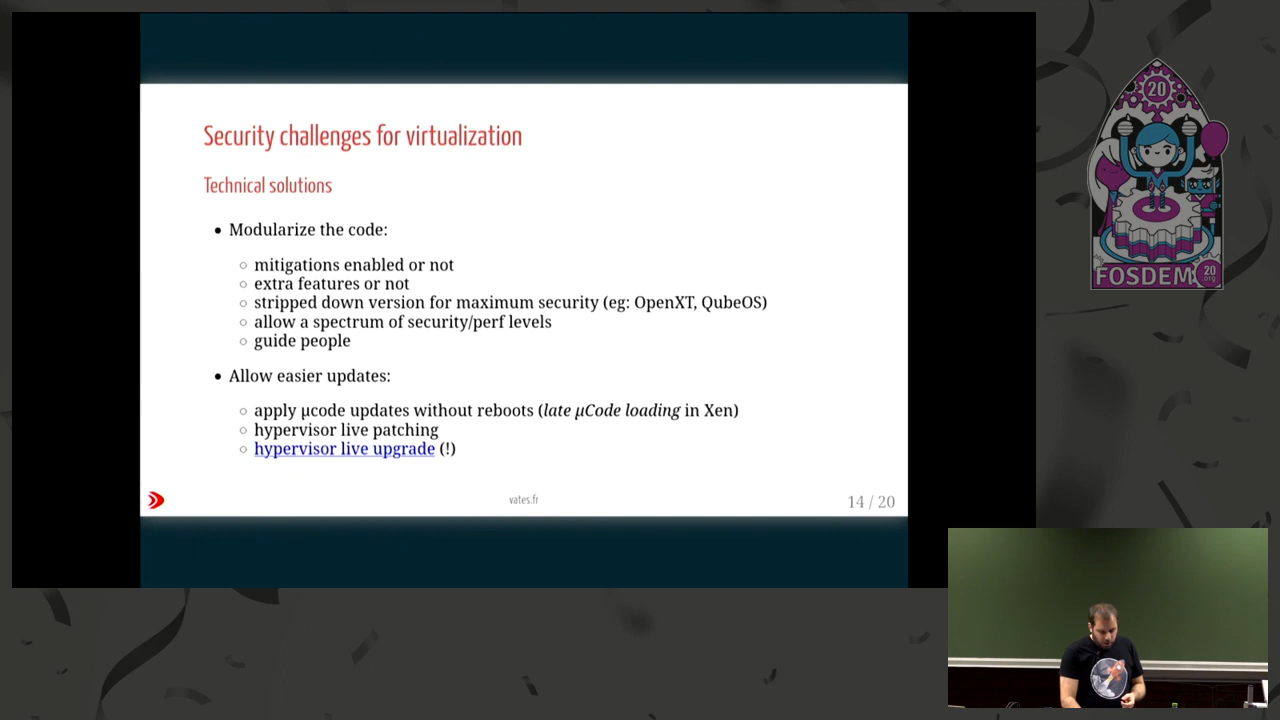 Security challenges for virtualization
Technical solutions
• Modularize the code:
○ mitigations enabled or not
○ extra features or not
○ stripped down version for maximum security (eg: OpenXT, QubeOS)
○ allow a spectrum of security/perf levels
○ guide people
• Allow easier updates:
○ apply µcode updates without reboots (late µCode loading in Xen)
○ hypervisor live patching
○ hypervisor live upgrade (!)
vates.fr
14 / 20
20
FOSDEM
20
.org